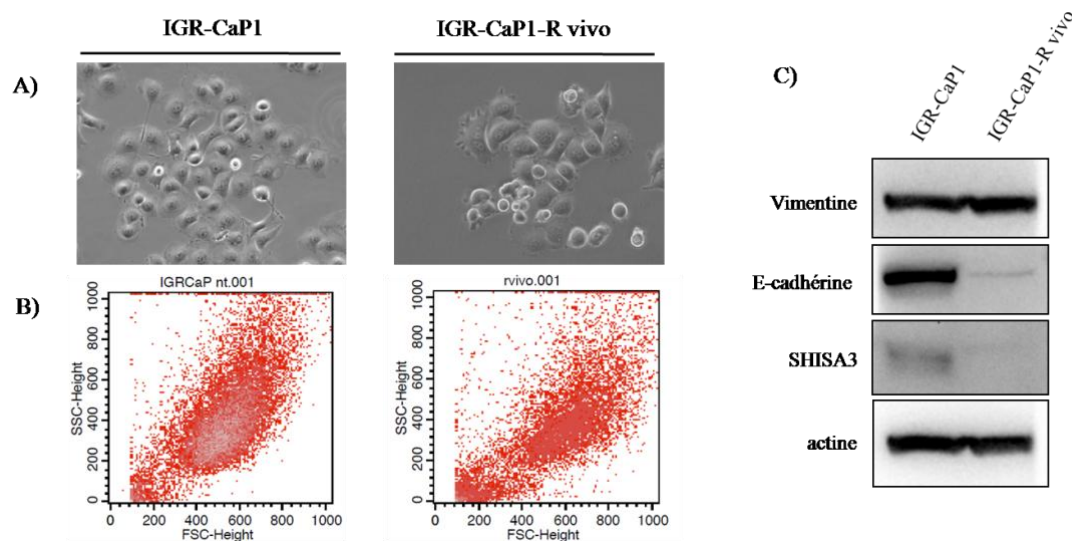 IGR-CaP1
IGR-CaP1-R vivo
A)
B)
IGRCaP nt.001
SSC-Height
1000
800
600
400
200
0
0 200 400 600 800 1000
FSC-Height
rvivo.001
SSC-Height
1000
800
600
400
200
0
0 200 400 600 800 1000
FSC-Height
C)
IGR-CaP1
IGR-CaP1-R vivo
Vimentine
E-cadhérine
SHISA3
actine